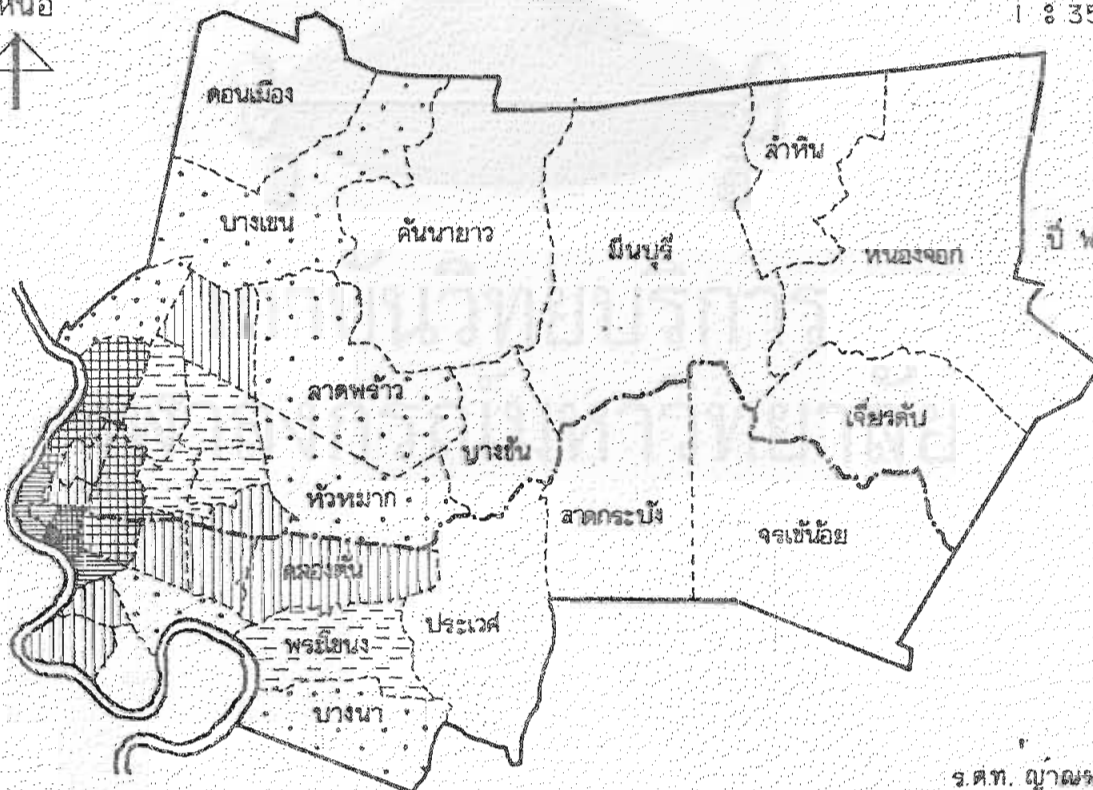 หนือ
1 : 35
ดอนเมือง
ลำหิน
บางเขน
คันนายาว
มีนบุรี
หนองจอก
ปี พ
ลาดพร้าว
บางชัน
เจียรดับ
หัวหมาก
ลาดกระบัง
จรเข้น้อย
คลองตัน
ประเวศ
พระโขนง
บางนา
ร.ต.ท. ญาณ